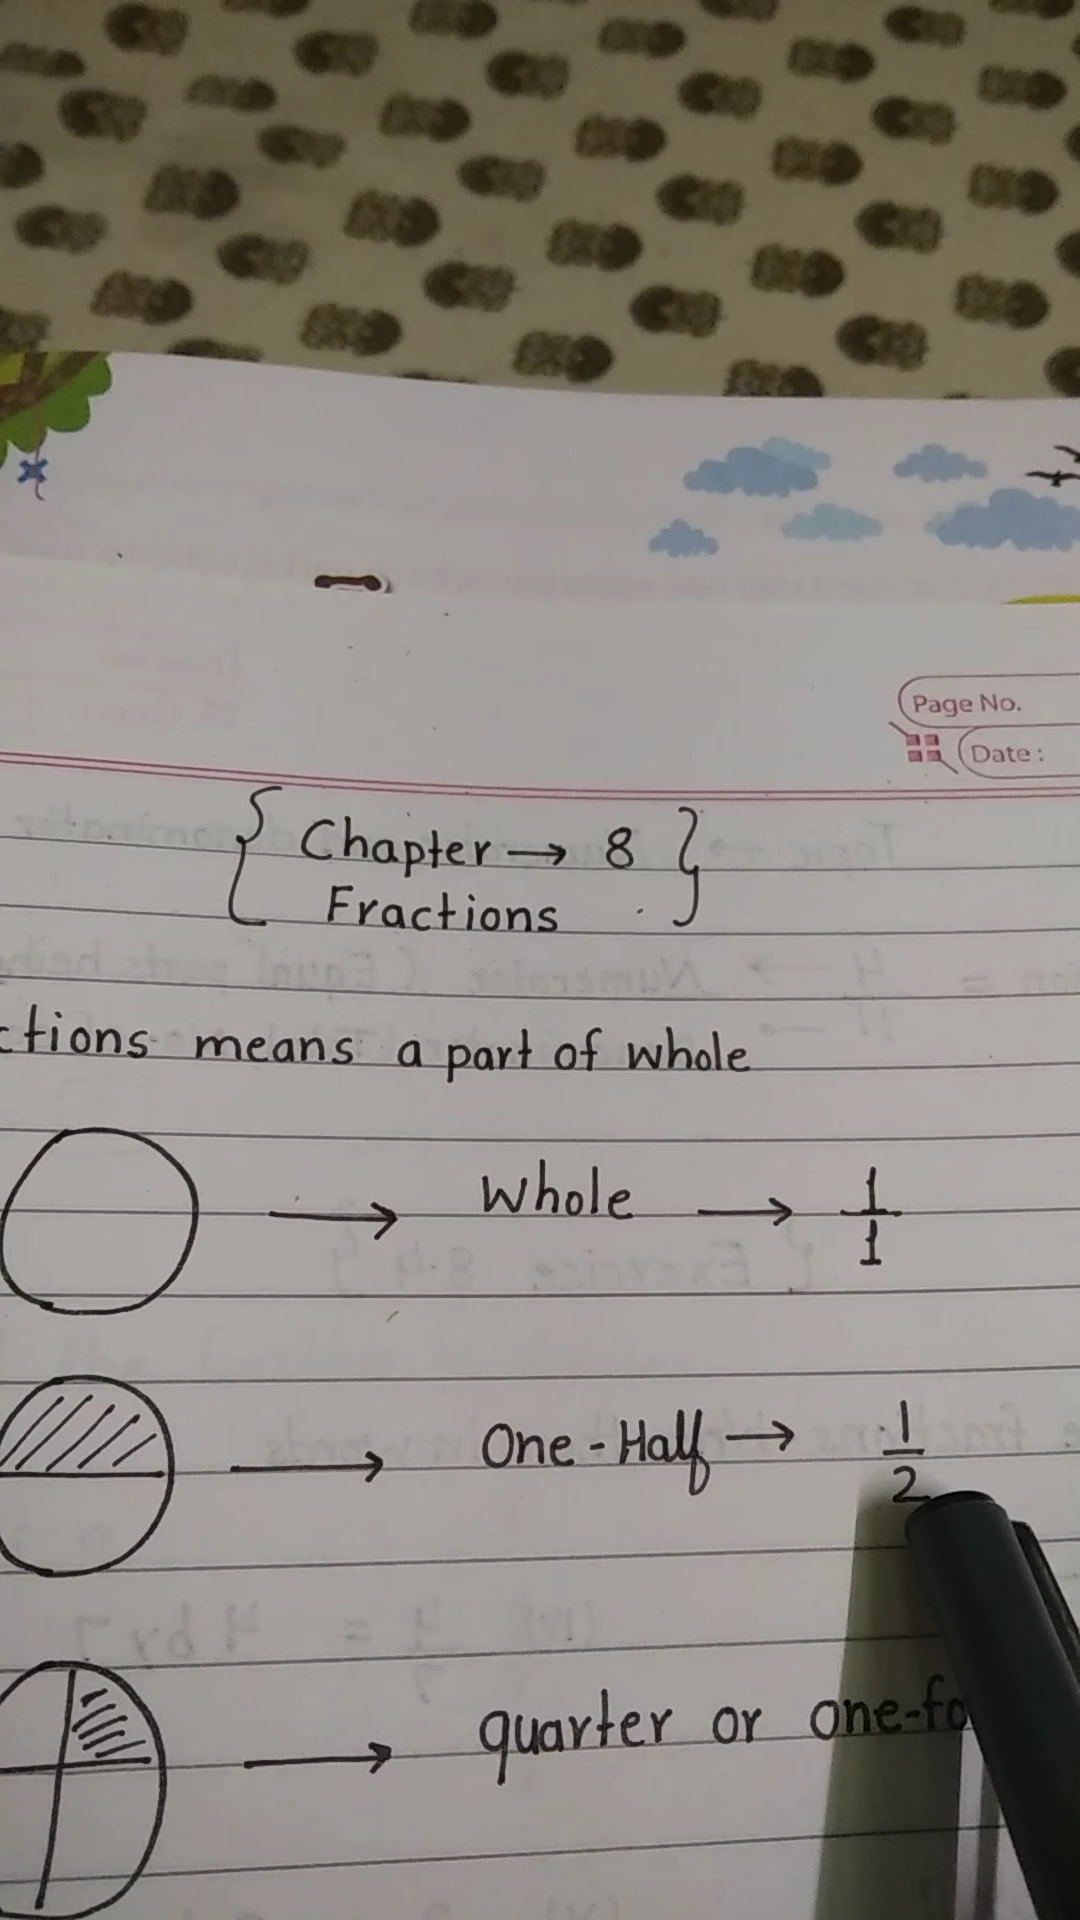 Page No.
Date:
{ Chapter → 8 }
Fractions
ctions means a part of whole
→ Whole → 1/1
→ One-Half → 1/2
→ quarter or one-fo